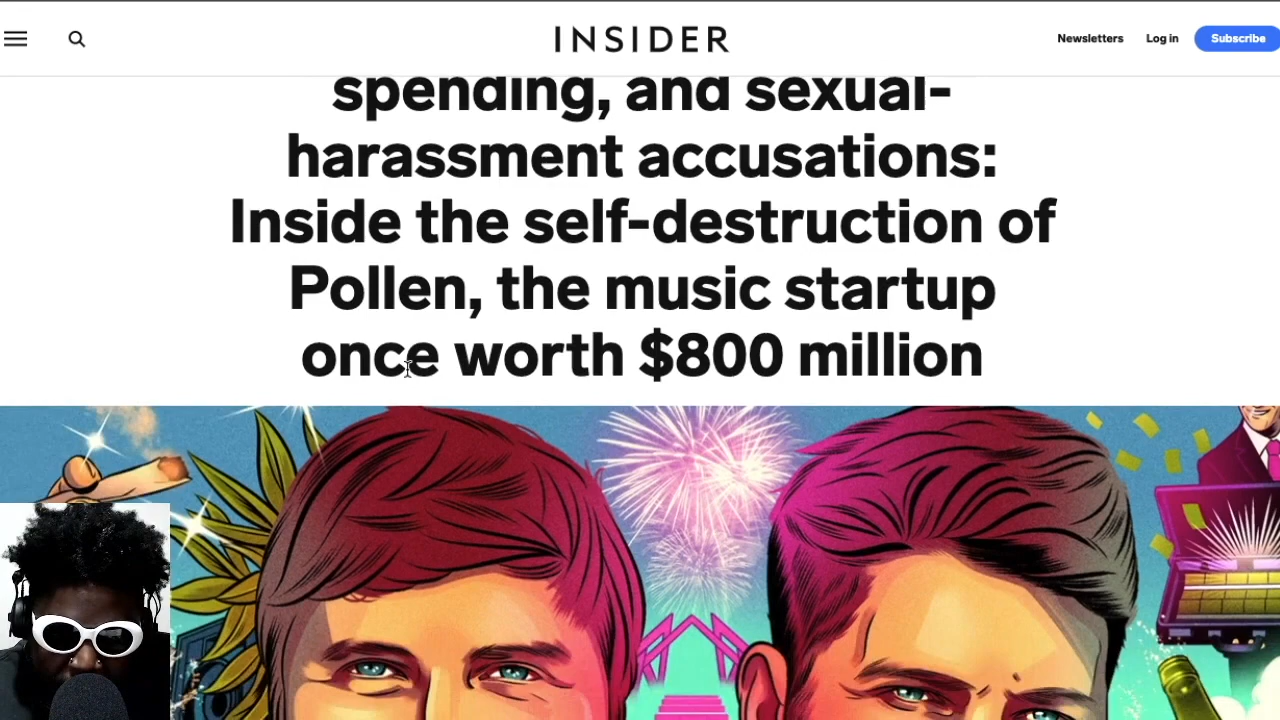 INSIDER
Newsletters
Log in
Subscribe
spending, and sexual-
harassment accusations:
Inside the self-destruction of
Pollen, the music startup
once worth $800 million